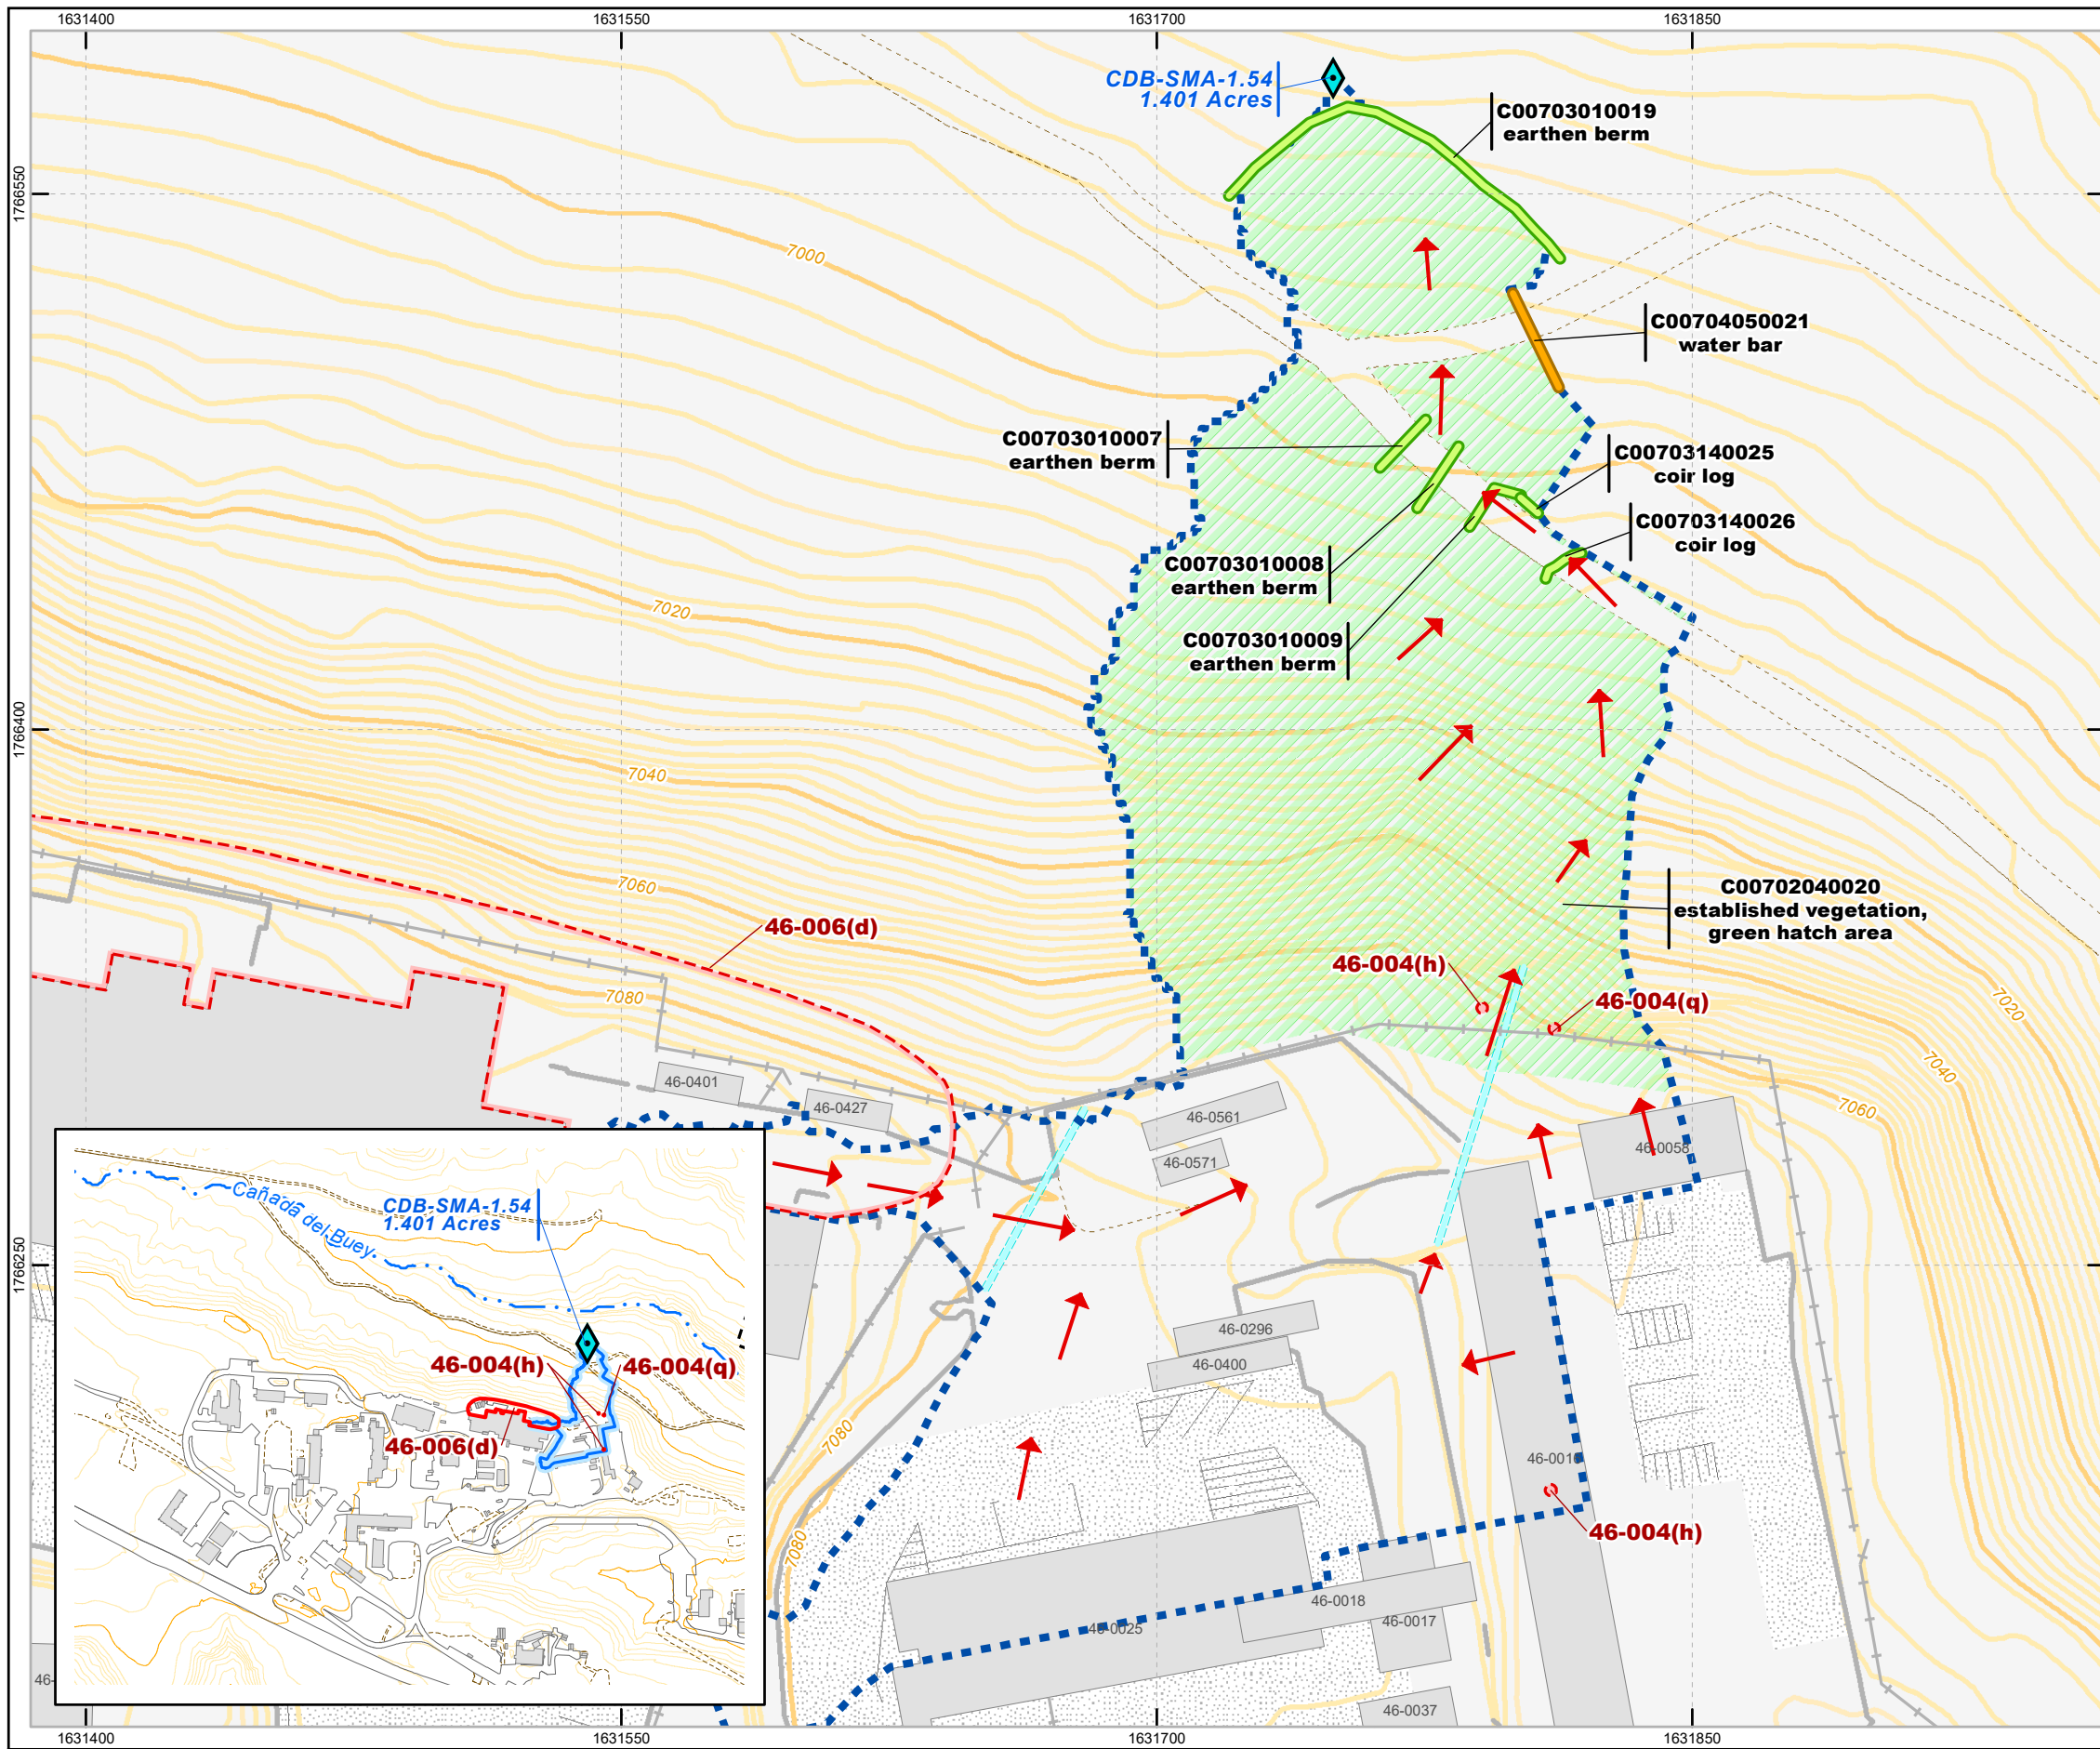 1631400
1631550
1631700
1631850
CDB-SMA-1.54
1.401 Acres
C00703010019
earthen berm
1766550
7000
C00704050021
water bar
C00703010007
earthen berm
C00703140025
coir log
C00703140026
coir log
C00703010008
earthen berm
7020
C00703010009
earthen berm
1766400
7040
7060
C00702040020
established vegetation,
green hatch area
46-006(d)
46-004(h)
46-004(q)
7080
7020
7040
7060
46-0401
46-0427
46-0561
46-0571
46-0058
1766250
CDB-SMA-1.54
1.401 Acres
Cañada del Buey
46-004(h)
46-004(q)
46-006(d)
46-0296
46-0400
7080
7080
46-0016
46-004(h)
46-0025
46-0018
46-0017
46-0037
46-
1631400
1631550
1631700
1631850